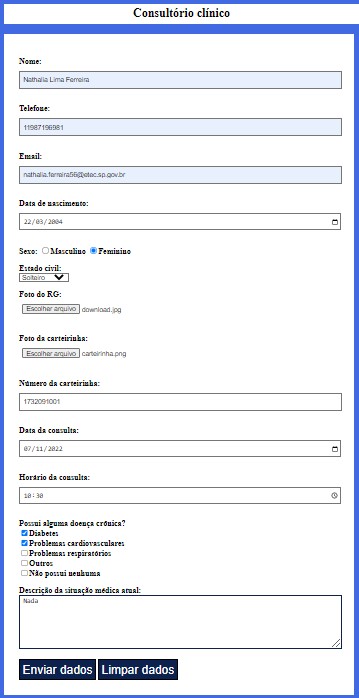 Consultório clínico
Nome:
Nathalia Lima Ferreira
Telefone:
11987196981
Email:
nathalia.ferreira56@etec.sp.gov.br
Data de nascimento:
22/03/2004
Sexo: Masculino Feminino
Estado civil:
Solteiro
Foto do RG:
Escolher arquivo download.jpg
Foto da carteirinha:
Escolher arquivo carteirinha.png
Número da carteirinha:
1732091001
Data da consulta:
07/11/2022
Horário da consulta:
10:30
Possui alguma doença crônica?
Diabetes
Problemas cardiovasculares
Problemas respiratórios
Outros
Não possui nenhuma
Descrição da situação médica atual:
Nada
Enviar dados Limpar dados